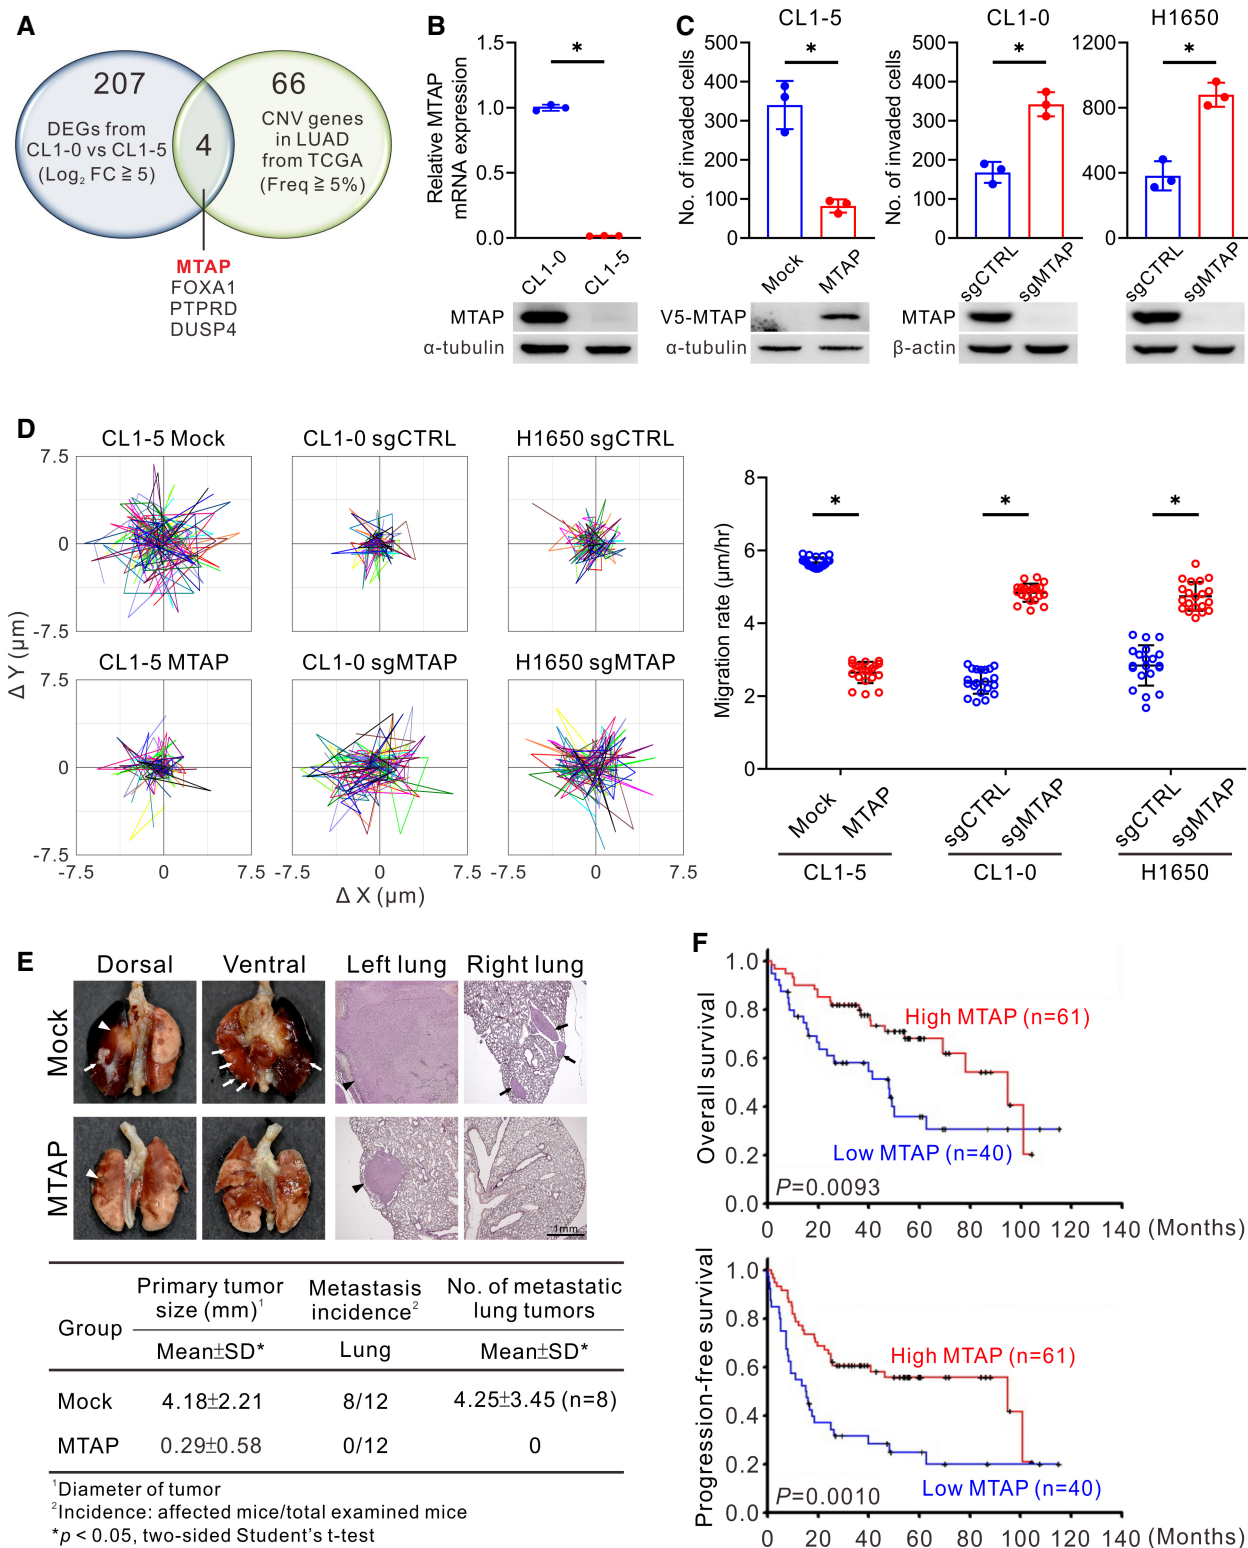 A
207
66
4
DEGs from
CL1-0 vs CL1-5
(Log2 FC ≧ 5)
CNV genes
in LUAD
from TCGA
(Freq ≧ 5%)
MTAP
FOXA1
PTPRD
DUSP4
B
Relative MTAP
mRNA expression
1.5
1.0
0.5
0.0
*
CL1-0
CL1-5
MTAP
α-tubulin
C
CL1-5
No. of invaded cells
500
400
300
200
100
0
*
Mock
MTAP
V5-MTAP
α-tubulin
CL1-0
No. of invaded cells
500
400
300
200
100
0
*
sgCTRL
sgMTAP
MTAP
β-actin
H1650
1200
800
400
0
*
sgCTRL
sgMTAP
D
CL1-5 Mock
CL1-0 sgCTRL
H1650 sgCTRL
7.5
0
-7.5
CL1-5 MTAP
CL1-0 sgMTAP
H1650 sgMTAP
7.5
0
-7.5
Δ Y (μm)
-7.5 0 7.5 -7.5 0 7.5 -7.5 0 7.5
Δ X (μm)
Migration rate (μm/hr)
8
6
4
2
0
* * *
Mock
MTAP
sgCTRL
sgMTAP
sgCTRL
sgMTAP
CL1-5
CL1-0
H1650
E
Dorsal Ventral Left lung Right lung
Mock
MTAP
1mm
Group
Primary tumor
size (mm)1
Metastasis
incidence2
No. of metastatic
lung tumors
Mean±SD* Lung Mean±SD*
Mock 4.18±2.21 8/12 4.25±3.45 (n=8)
MTAP 0.29±0.58 0/12 0
1Diameter of tumor
2Incidence: affected mice/total examined mice
*p < 0.05, two-sided Student's t-test
F
Overall survival
1.0
0.8
0.6
0.4
0.2
0.0
High MTAP (n=61)
Low MTAP (n=40)
P=0.0093
0 20 40 60 80 100 120 140 (Months)
Progression-free survival
1.0
0.8
0.6
0.4
0.2
0.0
High MTAP (n=61)
Low MTAP (n=40)
P=0.0010
0 20 40 60 80 100 120 140 (Months)